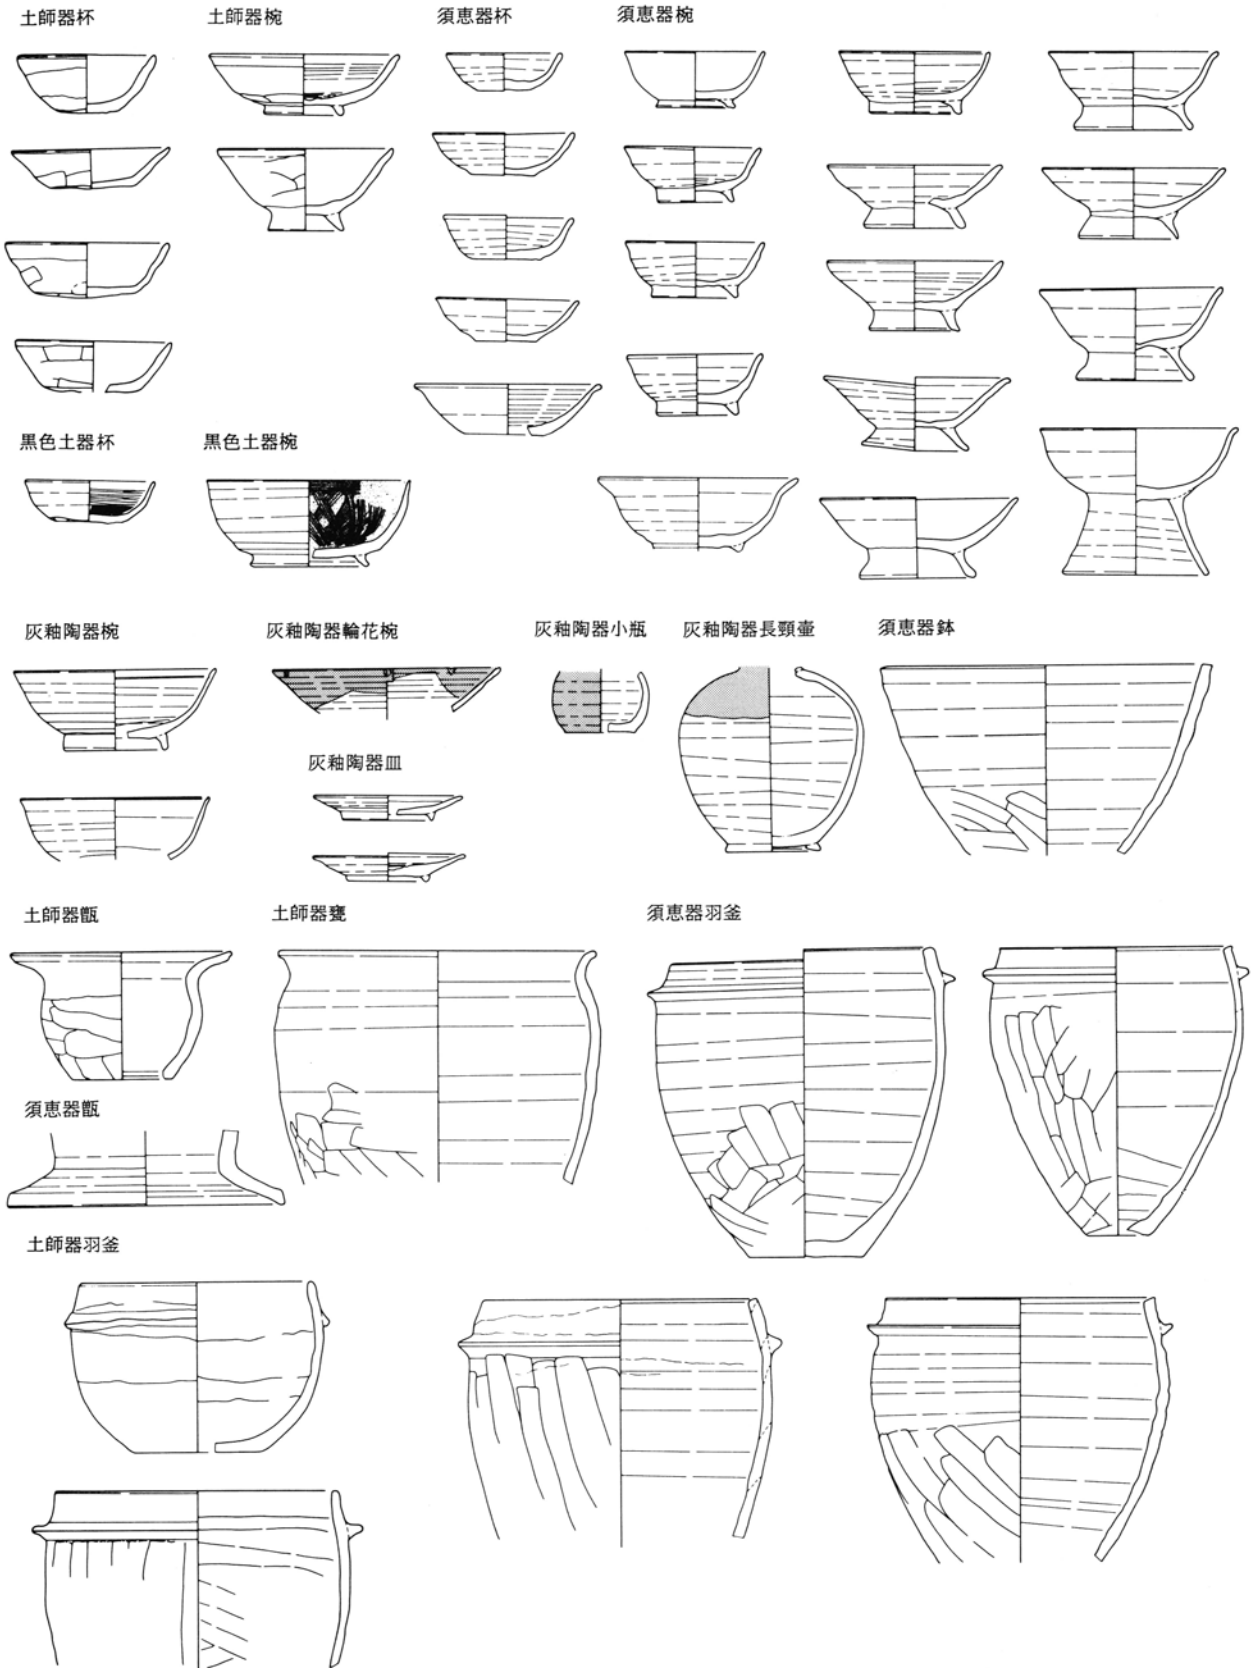 土師器杯
土師器椀
須恵器杯
須恵器椀
黒色土器杯
黒色土器椀
灰釉陶器椀
灰釉陶器輪花椀
灰釉陶器小瓶
灰釉陶器長頸壷
須恵器鉢
灰釉陶器皿
土師器甑
土師器甕
須恵器羽釜
須恵器甑
土師器羽釜